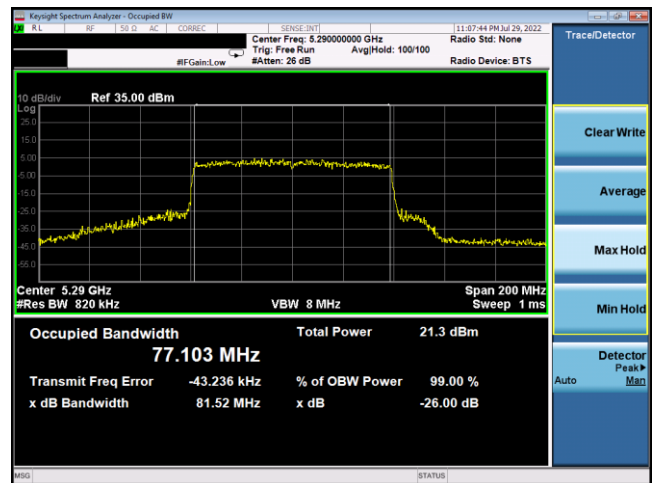 Keysight Spectrum Analyzer - Occupied BW
RL RF 50 Ω AC CORREC SENSE:INT 11:07:44 PM Jul 29, 2022
Center Freq: 5.290000000 GHz Radio Std: None
Trig: Free Run Avg|Hold: 100/100
#IFGain:Low #Atten: 26 dB Radio Device: BTS
Trace/Detector
10 dB/div Ref 35.00 dBm
Log
25.0
15.0
5.00
-5.00
-15.0
-25.0
-35.0
-45.0
-55.0
Center 5.29 GHz Span 200 MHz
#Res BW 820 kHz VBW 8 MHz Sweep 1 ms
Occupied Bandwidth Total Power 21.3 dBm
77.103 MHz
Transmit Freq Error -43.236 kHz % of OBW Power 99.00 %
x dB Bandwidth 81.52 MHz x dB -26.00 dB
Clear Write
Average
Max Hold
Min Hold
Detector
Peak▶
Auto Man
MSG STATUS